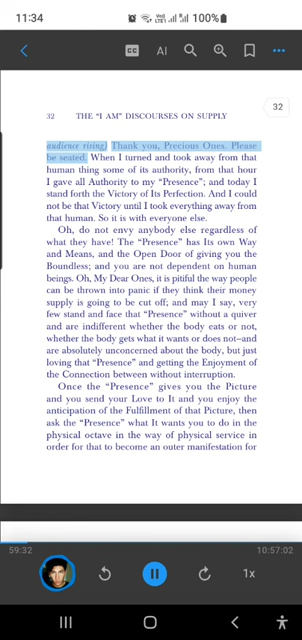 11:34
100%
CC
AI
32
32 THE "I AM" DISCOURSES ON SUPPLY
audience rising) Thank you, Precious Ones. Please
be seated. When I turned and took away from that
human thing some of its authority, from that hour
I gave all Authority to my "Presence"; and today I
stand forth the Victory of Its Perfection. And I could
not be that Victory until I took everything away from
that human. So it is with everyone else.
Oh, do not envy anybody else regardless of
what they have! The "Presence" has Its own Way
and Means, and the Open Door of giving you the
Boundless; and you are not dependent on human
beings. Oh, My Dear Ones, it is pitiful the way people
can be thrown into panic if they think their money
supply is going to be cut off; and may I say, very
few stand and face that "Presence" without a quiver
and are indifferent whether the body eats or not,
whether the body gets what it wants or does not–and
are absolutely unconcerned about the body, but just
loving that "Presence" and getting the Enjoyment of
the Connection between without interruption.
Once the "Presence" gives you the Picture
and you send your Love to It and you enjoy the
anticipation of the Fulfillment of that Picture, then
ask the "Presence" what It wants you to do in the
physical octave in the way of physical service in
order for that to become an outer manifestation for
59:32 10:57:02
1x